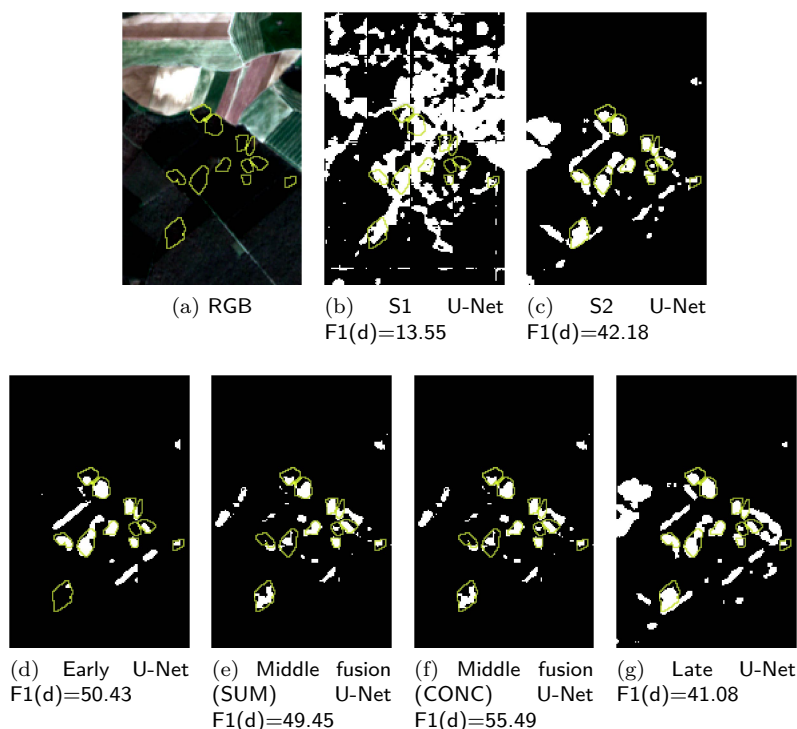 (a) RGB
(b) S1 U-Net
F1(d)=13.55
(c) S2 U-Net
F1(d)=42.18
(d) Early U-Net
F1(d)=50.43
(e) Middle fusion
(SUM) U-Net
F1(d)=49.45
(f) Middle fusion
(CONC) U-Net
F1(d)=55.49
(g) Late U-Net
F1(d)=41.08